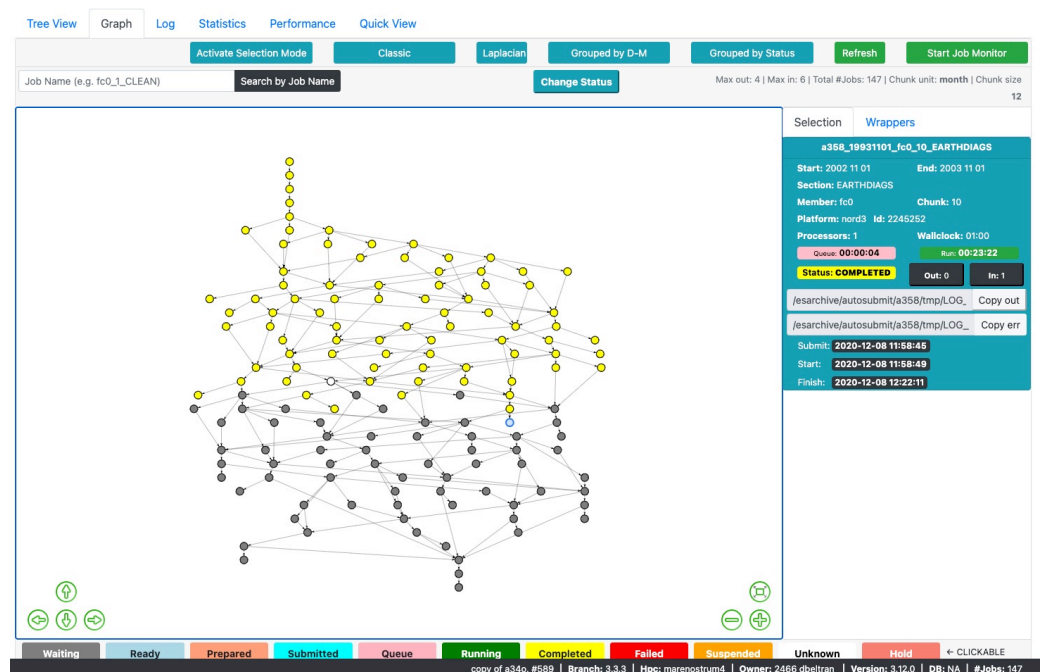 Tree View Graph Log Statistics Performance Quick View
Activate Selection Mode Classic Laplacian Grouped by D-M Grouped by Status Refresh Start Job Monitor
Job Name (e.g. fc0_1_CLEAN) Search by Job Name Change Status Max out: 4 | Max in: 6 | Total #Jobs: 147 | Chunk unit: month | Chunk size
12
Selection Wrappers
a358_19931101_fc0_10_EARTHDIAGS
Start: 2002 11 01 End: 2003 11 01
Section: EARTHDIAGS
Member: fc0 Chunk: 10
Platform: nord3 Id: 2245252
Processors: 1 Wallclock: 01:00
Queue: 00:00:04 Run: 00:23:22
Status: COMPLETED Out: 0 In: 1
/esarchive/autosubmit/a358/tmp/LOG_ Copy out
/esarchive/autosubmit/a358/tmp/LOG_ Copy err
Submit: 2020-12-08 11:58:45
Start: 2020-12-08 11:58:49
Finish: 2020-12-08 12:22:11
Waiting Ready Prepared Submitted Queue Running Completed Failed Suspended Unknown Hold ← CLICKABLE
copy of a34o, #589 | Branch: 3.3.3 | Hpc: marenostrum4 | Owner: 2466 dbeltran | Version: 3.12.0 | DB: NA | #Jobs: 147